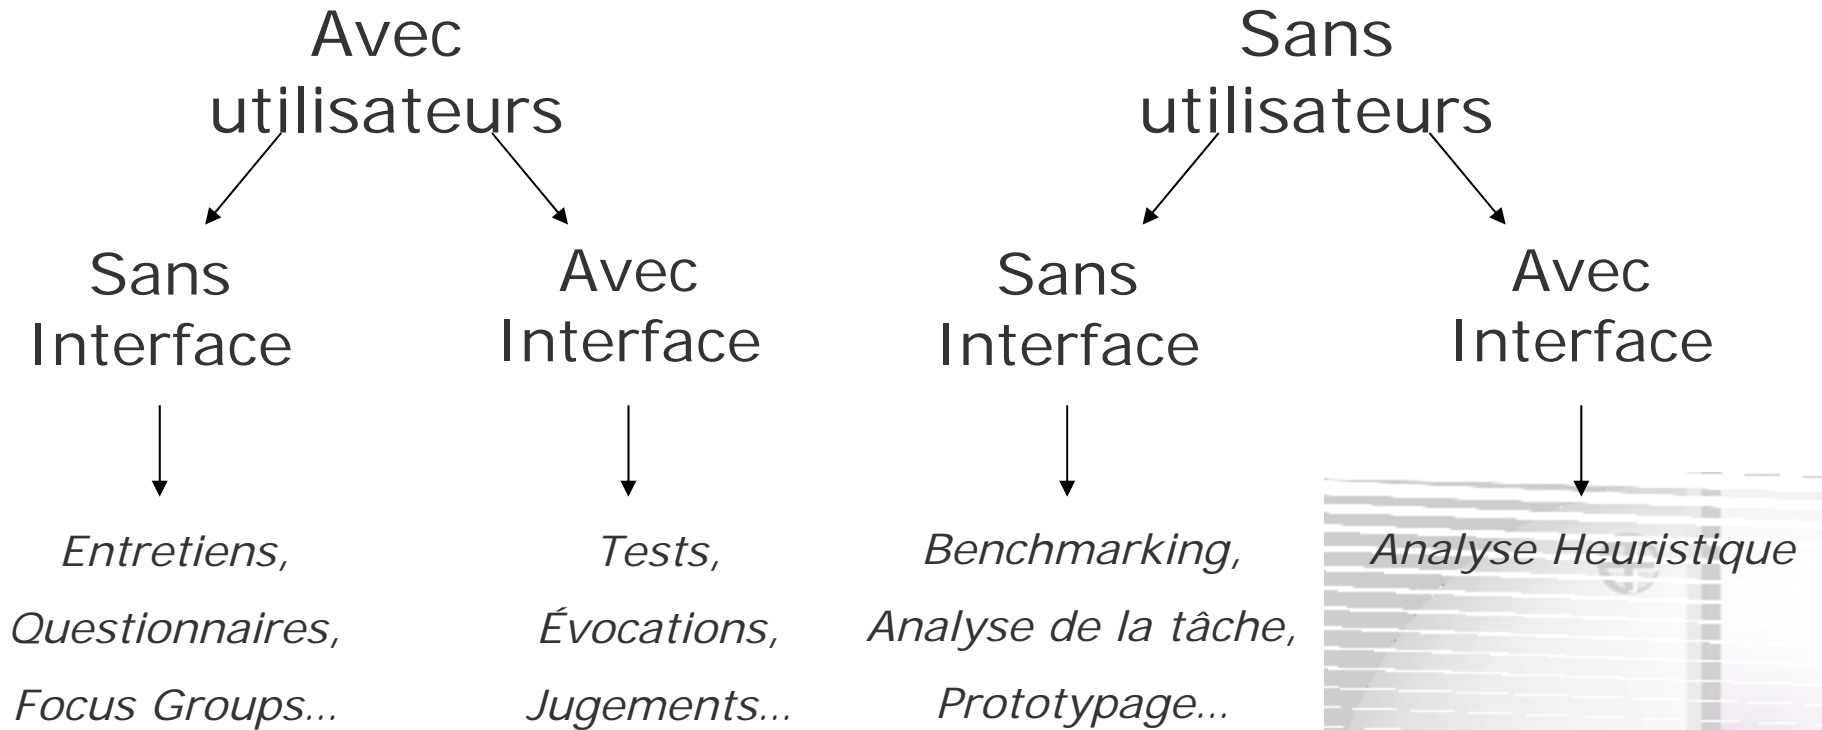 Avec
utilisateurs
Sans
utilisateurs
Sans
Interface
Avec
Interface
Sans
Interface
Avec
Interface
Entretiens,
Questionnaires,
Focus Groups...
Tests,
Évocations,
Jugements...
Benchmarking,
Analyse de la tâche,
Prototypage...
Analyse Heuristique